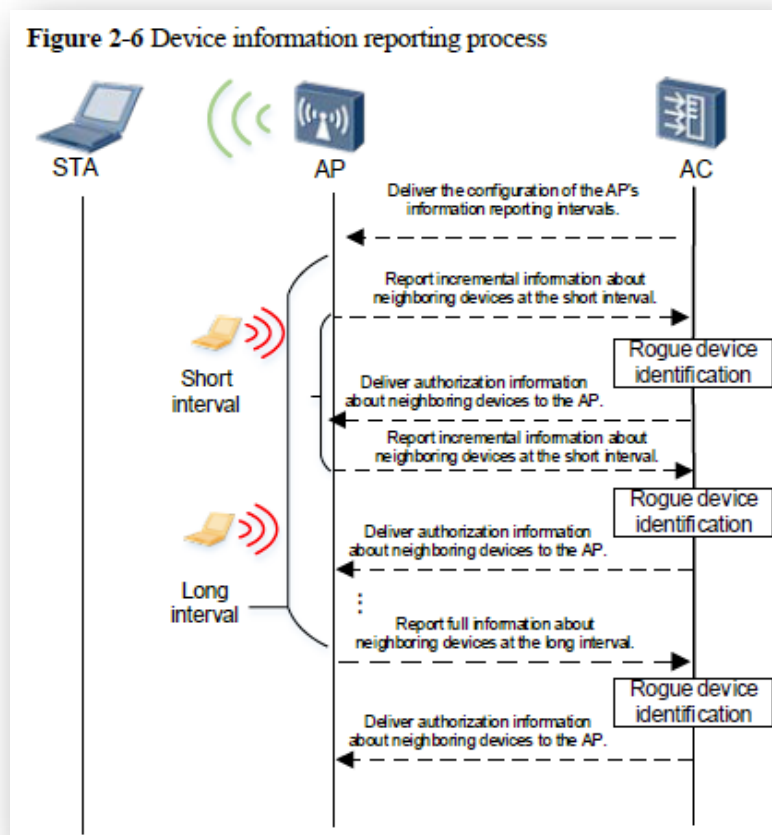 Figure 2-6 Device information reporting process
STA
AP
AC
Deliver the configuration of the AP's
information reporting intervals.
Report incremental information about
neighboring devices at the short interval.
Rogue device
identification
Short
interval
Deliver authorization information
about neighboring devices to the AP.
Report incremental information about
neighboring devices at the short interval.
Rogue device
identification
Deliver authorization information
about neighboring devices to the AP.
Long
interval
⋮
Report full information about
neighboring devices at the long interval.
Rogue device
identification
Deliver authorization information
about neighboring devices to the AP.